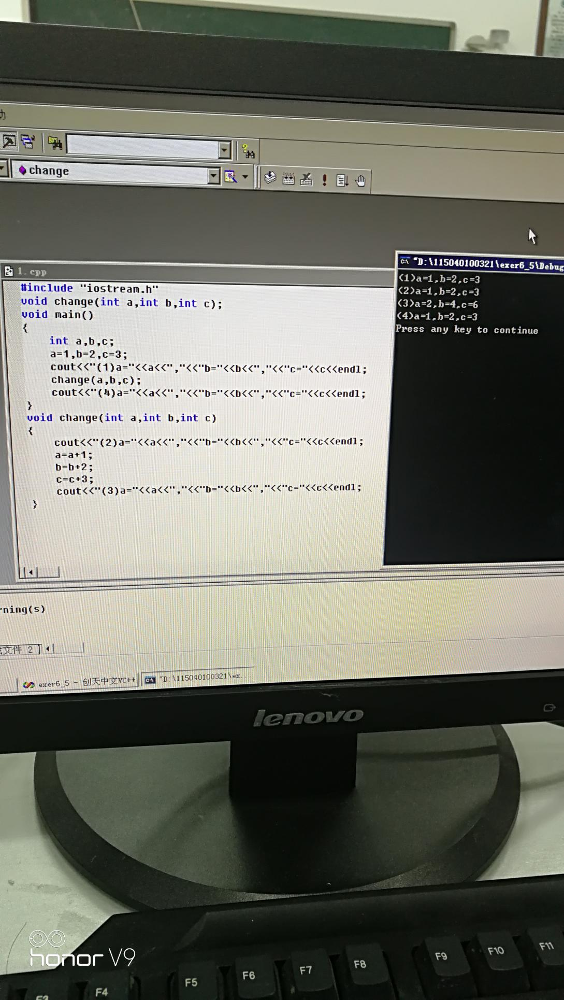 功
change
1. cpp
#include "iostream.h"
void change(int a,int b,int c);
void main()
{
int a,b,c;
a=1,b=2,c=3;
cout<<"(1)a="<<a<<","<<"b="<<b<<","<<"c="<<c<<endl;
change(a,b,c);
cout<<"(4)a="<<a<<","<<"b="<<b<<","<<"c="<<c<<endl;
}
void change(int a,int b,int c)
{
cout<<"(2)a="<<a<<","<<"b="<<b<<","<<"c="<<c<<endl;
a=a+1;
b=b+2;
c=c+3;
cout<<"(3)a="<<a<<","<<"b="<<b<<","<<"c="<<c<<endl;
}
"D:\115040100321\exer6_5\Debug
(1)a=1,b=2,c=3
(2)a=1,b=2,c=3
(3)a=2,b=4,c=6
(4)a=1,b=2,c=3
Press any key to continue
rning(s)
文件 2
exer6_5 - 创天中文VC++
"D:\115040100321\ex...
lenovo
honor V9
F3
F4
F5
F6
F7
F8
F9
F10
F11